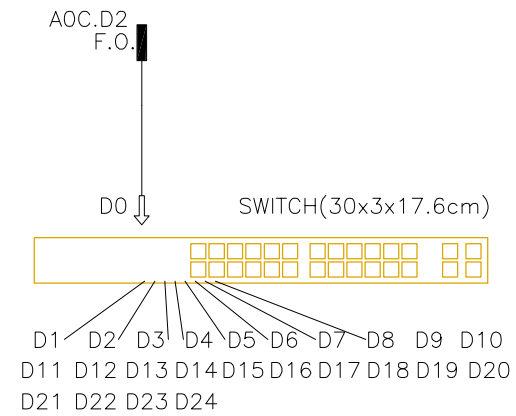 A0C.D2
F.O.
D0
SWITCH(30x3x17.6cm)
D1 D2 D3 D4 D5 D6 D7 D8 D9 D10
D11 D12 D13 D14 D15 D16 D17 D18 D19 D20
D21 D22 D23 D24